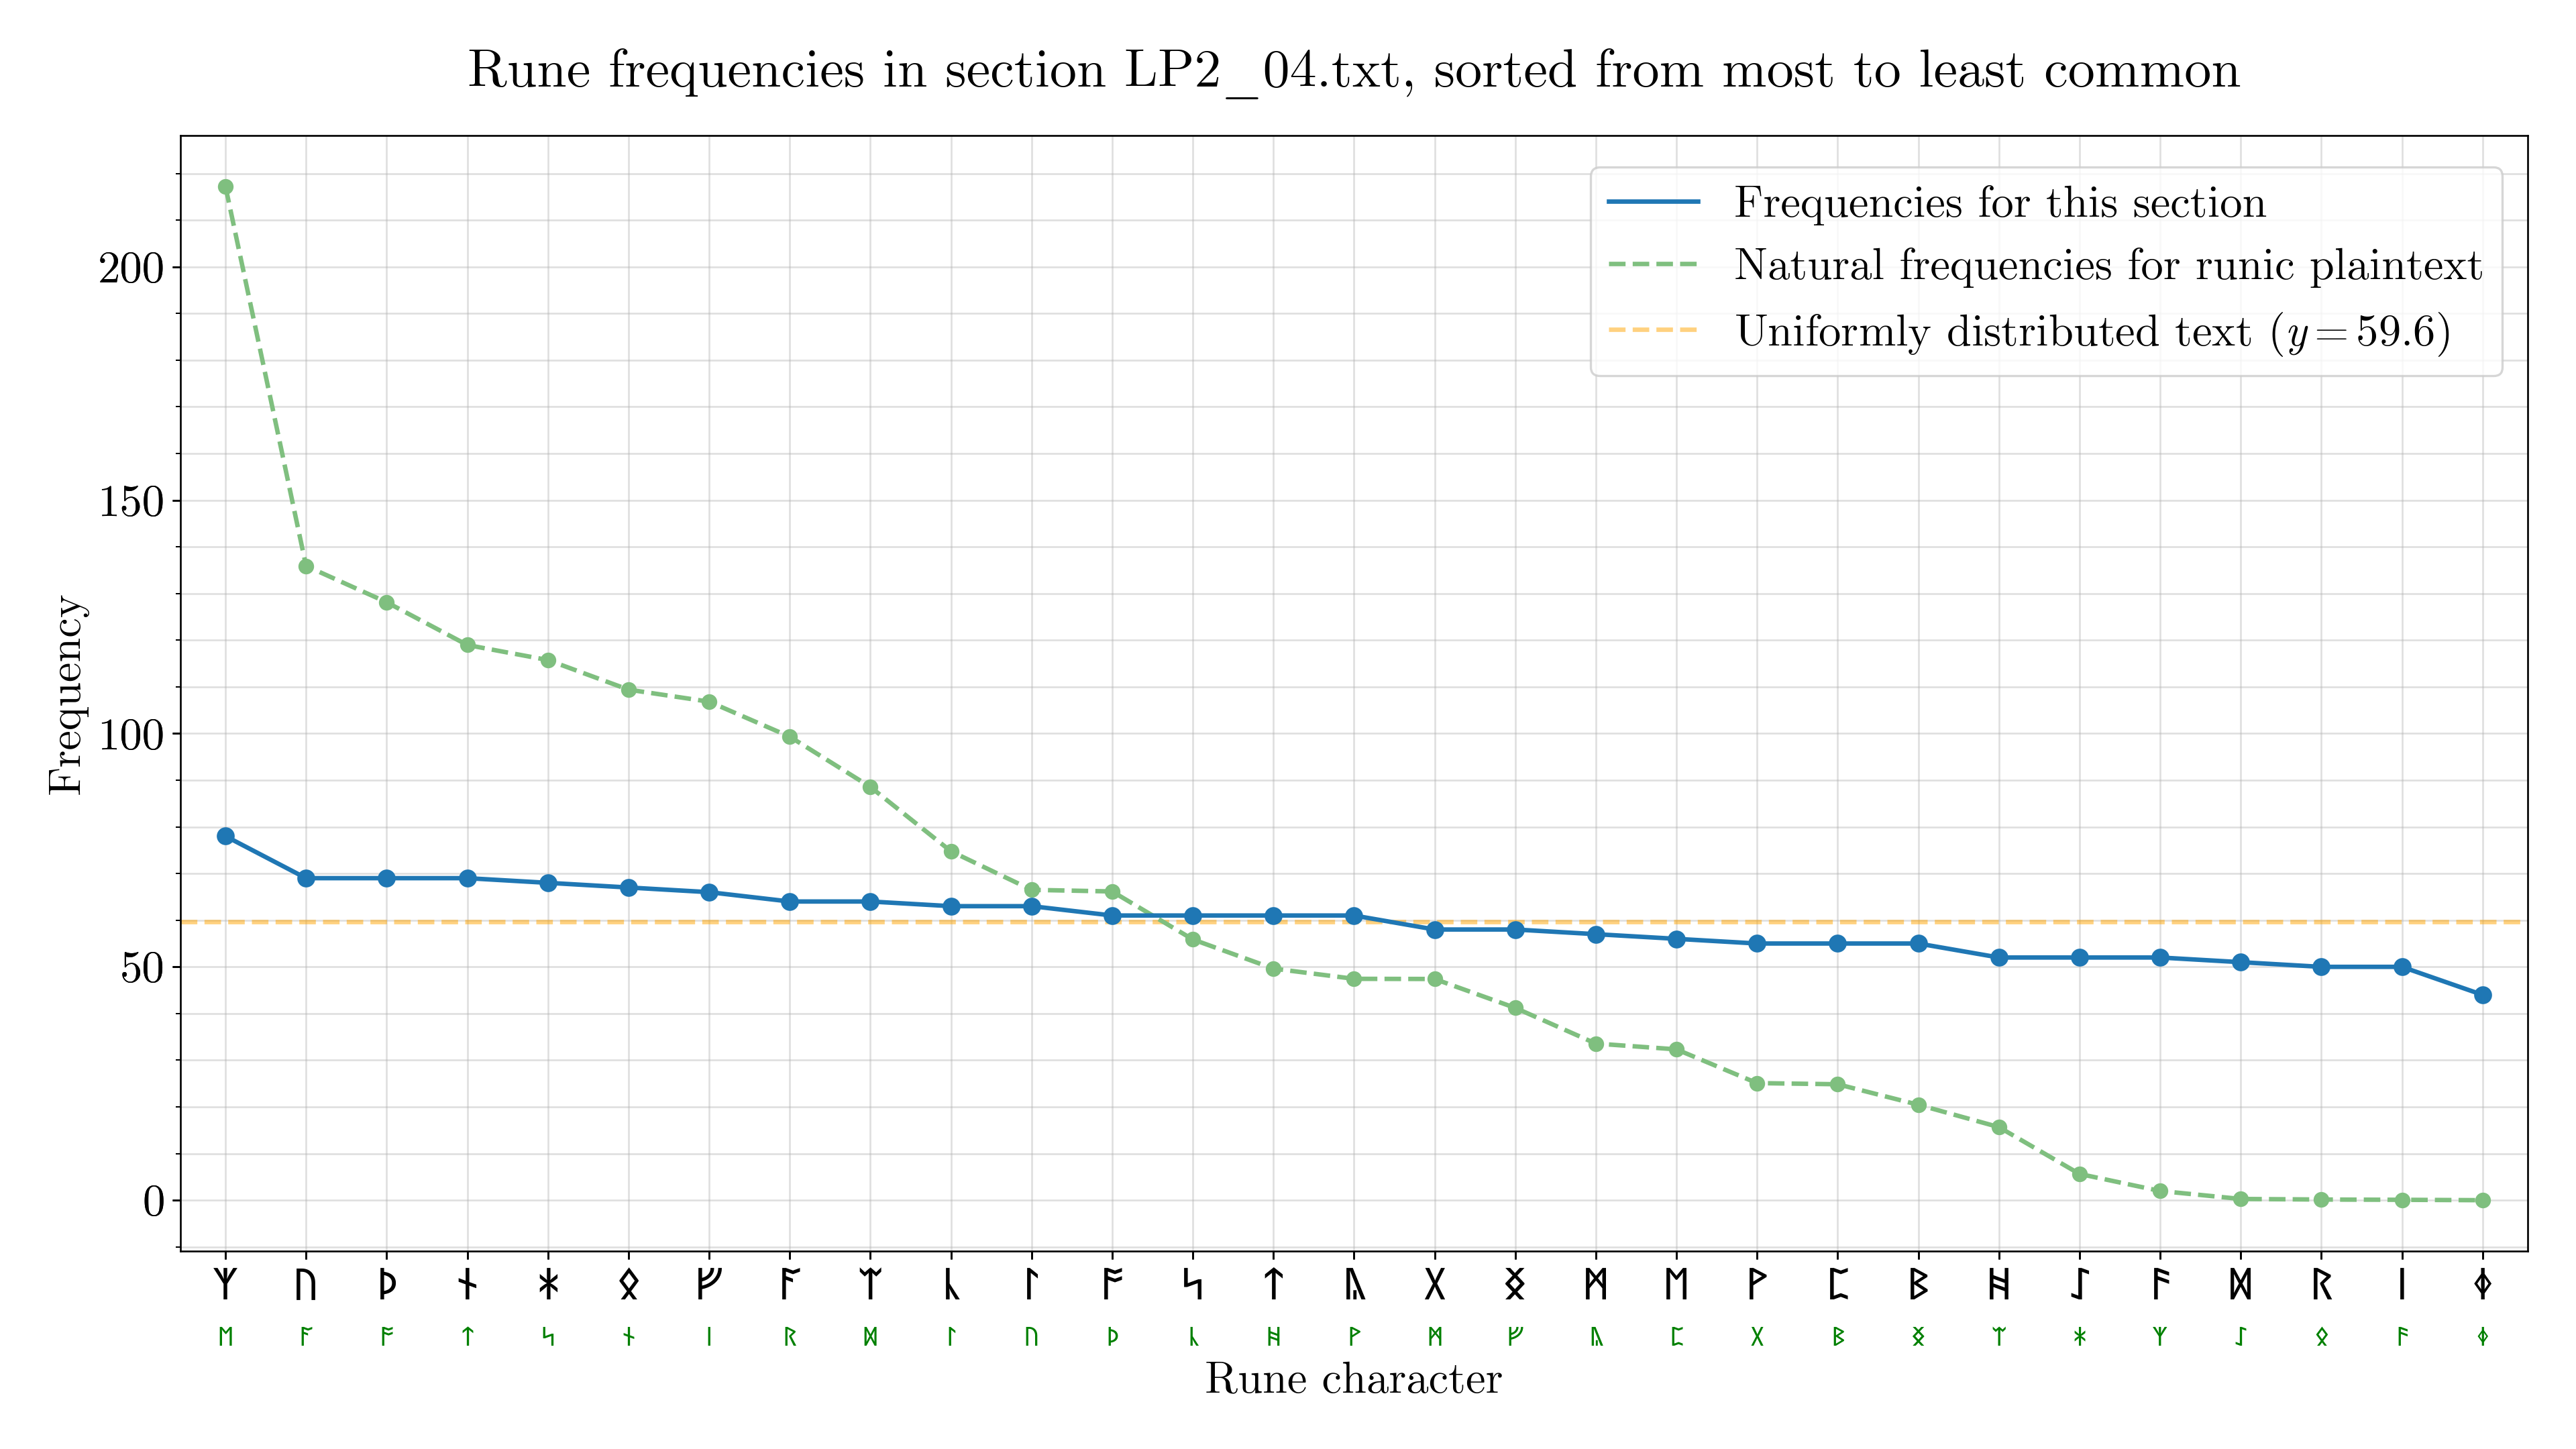 Rune frequencies in section LP2_04.txt, sorted from most to least common
Frequencies for this section
Natural frequencies for runic plaintext
Uniformly distributed text (y = 59.6)
200
150
100
50
0
Frequency
ᛉ ᚢ ᚦ ᚾ ᛡ ᛟ ᚠ ᚪ ᛠ ᚳ ᛚ ᚩ ᛋ ᛏ ᚣ ᚷ ᛝ ᛗ ᛖ ᚹ ᛈ ᛒ ᚻ ᛇ ᚫ ᛞ ᚱ ᛁ ᛄ
ᛖ ᚪ ᚩ ᛏ ᛋ ᚾ ᛁ ᚱ ᛞ ᛚ ᚢ ᚦ ᚳ ᚻ ᚹ ᛗ ᚠ ᚣ ᛈ ᚷ ᛒ ᛝ ᛠ ᛡ ᛉ ᛇ ᛟ ᚫ ᛄ
Rune character